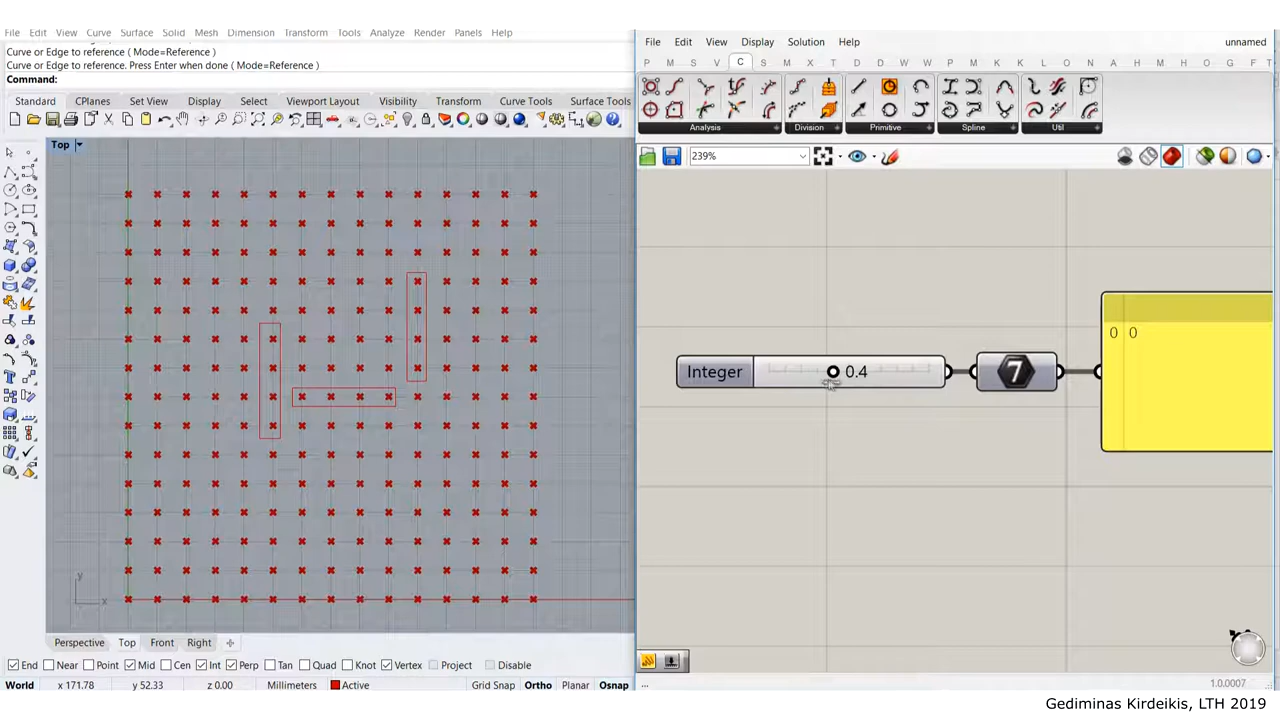 File Edit View Curve Surface Solid Mesh Dimension Transform Tools Analyze Render Panels Help
Curve or Edge to reference ( Mode=Reference )
Curve or Edge to reference. Press Enter when done ( Mode=Reference )
Command:
Standard CPlanes Set View Display Select Viewport Layout Visibility Transform Curve Tools Surface Tools
Top
y
x
Perspective Top Front Right
End Near Point Mid Cen Int Perp Tan Quad Knot Vertex Project Disable
World x 171.78 y 52.33 z 0.00 Millimeters Active Grid Snap Ortho Planar Osnap
File Edit View Display Solution Help unnamed
P M S V C S M X T D D W W P M K K L O N A H O G F T
Analysis Division Primitive Spline Util
239%
Integer 0.4
7
0 0
...
1.0.0007
Gediminas Kirdeikis, LTH 2019